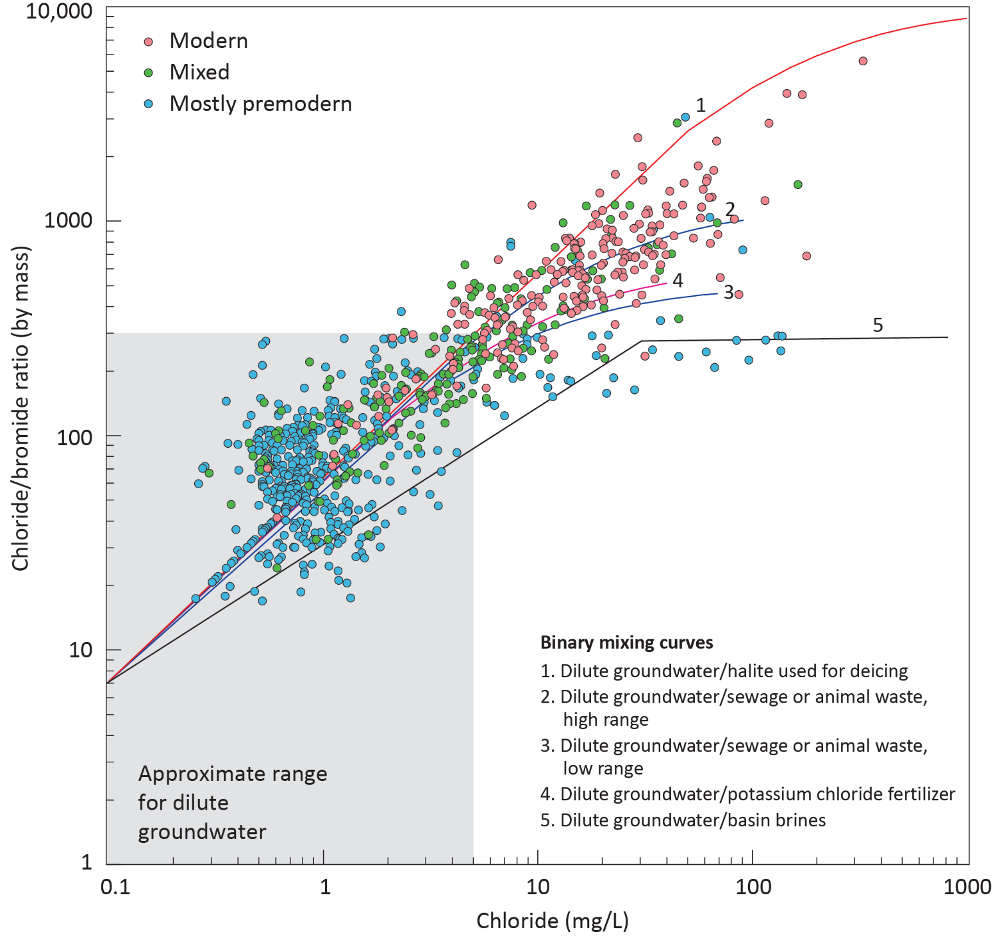 10,000
1000
100
10
1
Chloride/bromide ratio (by mass)
Modern
Mixed
Mostly premodern
1
2
4
3
5
Binary mixing curves
1. Dilute groundwater/halite used for deicing
2. Dilute groundwater/sewage or animal waste,
high range
3. Dilute groundwater/sewage or animal waste,
low range
4. Dilute groundwater/potassium chloride fertilizer
5. Dilute groundwater/basin brines
Approximate range
for dilute
groundwater
0.1
1
10
100
1000
Chloride (mg/L)